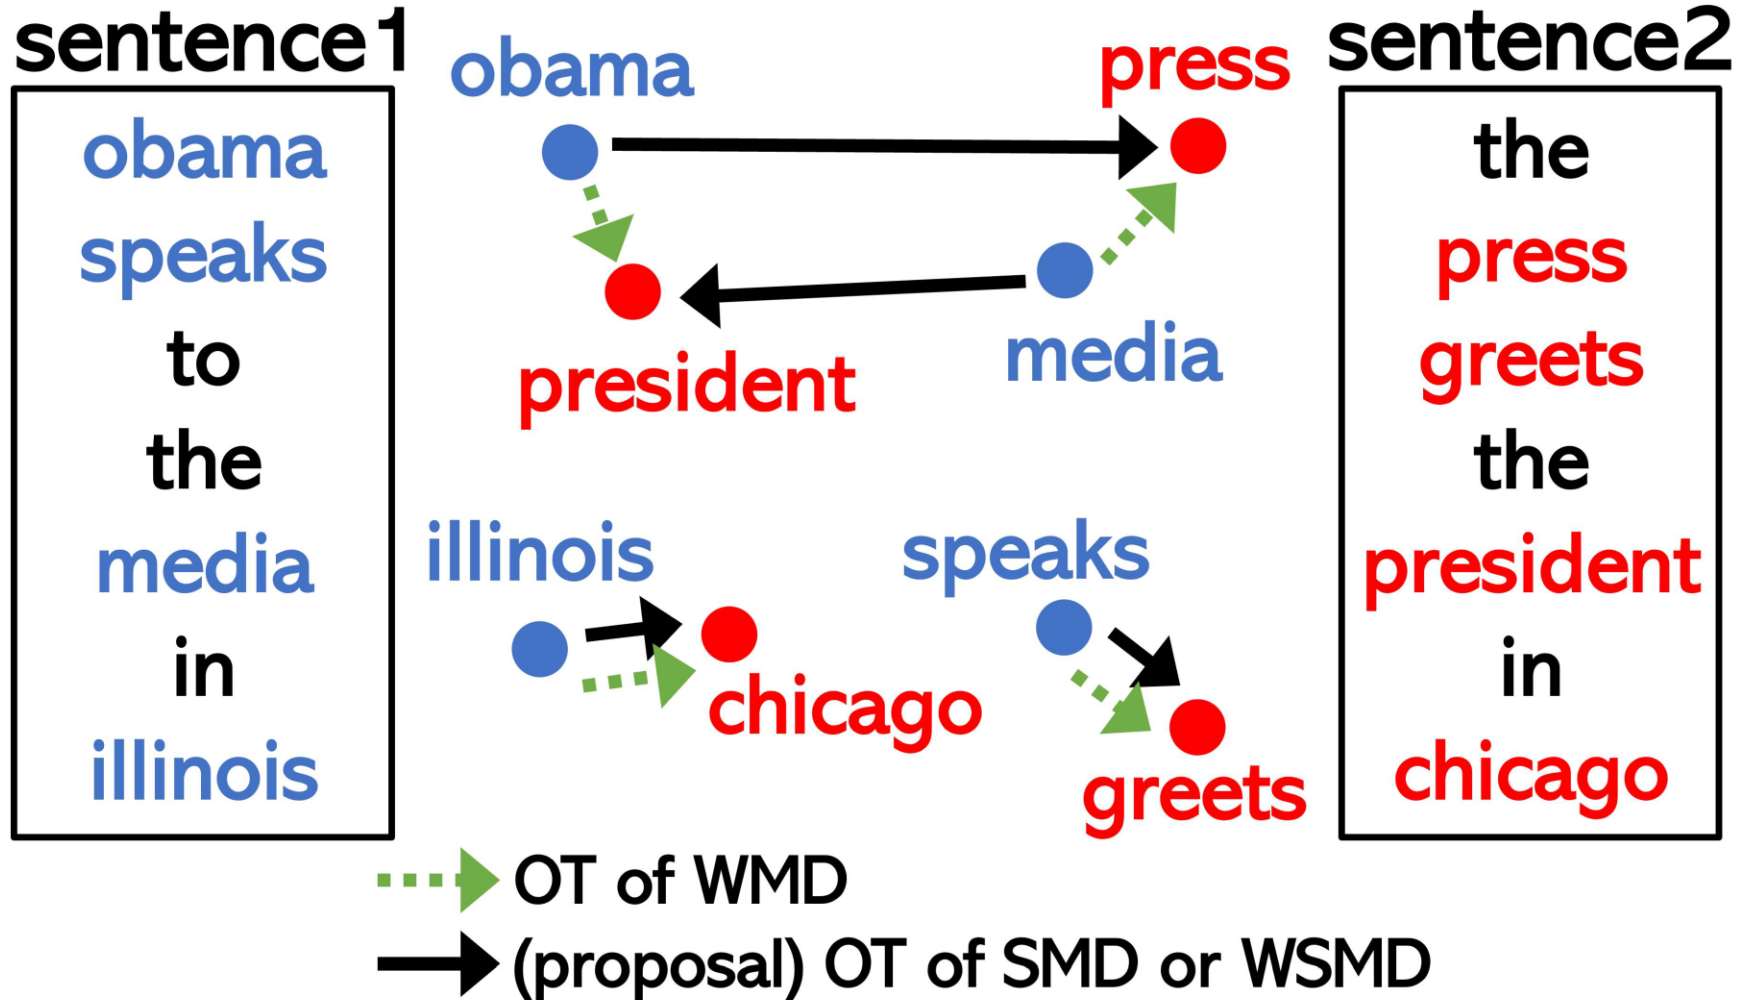 sentence1
obama
speaks
to
the
media
in
illinois
obama
press
president
media
illinois
speaks
chicago
greets
sentence2
the
press
greets
the
president
in
chicago
OT of WMD
(proposal) OT of SMD or WSMD